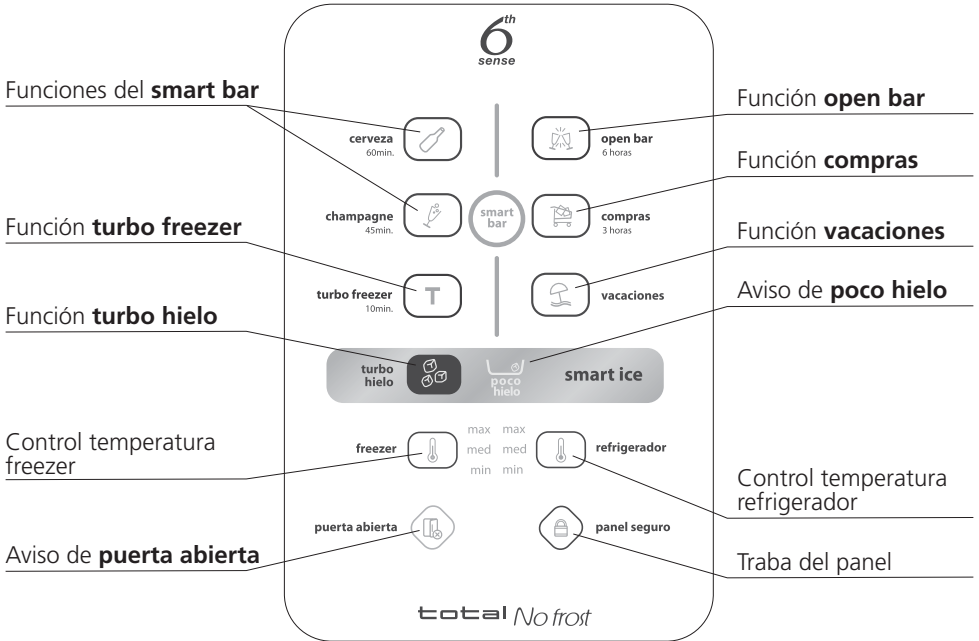 6th
sense
Funciones del smart bar
Función turbo freezer
Función turbo hielo
Control temperatura
freezer
Aviso de puerta abierta
cerveza
60min.
champagne
45min.
turbo freezer
10min.
smart
bar
open bar
6 horas
compras
3 horas
vacaciones
turbo
hielo
poco
hielo
smart ice
freezer
max max
med med
min min
refrigerador
puerta abierta
panel seguro
total No frost
Función open bar
Función compras
Función vacaciones
Aviso de poco hielo
Control temperatura
refrigerador
Traba del panel
T